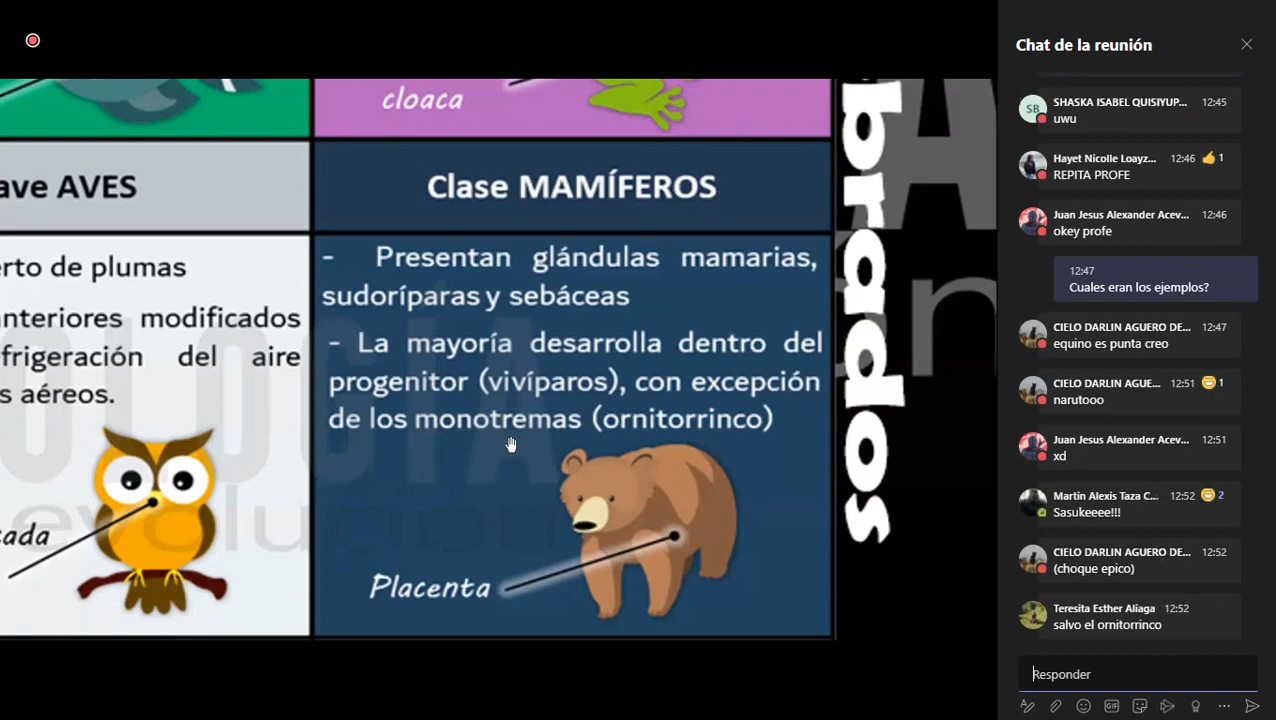 Chat de la reunión
cloaca
ave AVES
Clase MAMÍFEROS
erto de plumas
anteriores modificados
frigeración del aire
s aéreos.
cada
- Presentan glándulas mamarias,
sudoríparas y sebáceas
- La mayoría desarrolla dentro del
progenitor (vivíparos), con excepción
de los monotremas (ornitorrinco)
Placenta
brados
SB
SHASKA ISABEL QUISIYUP... 12:45
uwu
Hayet Nicolle Loayz... 12:46 1
REPITA PROFE
Juan Jesus Alexander Acev... 12:46
okey profe
12:47
Cuales eran los ejemplos?
CIELO DARLIN AGUERO DE... 12:47
equino es punta creo
CIELO DARLIN AGUE... 12:51 1
narutooo
Juan Jesus Alexander Acev... 12:51
xd
Martin Alexis Taza C... 12:52 2
Sasukeeee!!!
CIELO DARLIN AGUERO DE... 12:52
(choque epico)
Teresita Esther Aliaga 12:52
salvo el ornitorrinco
Responder
GIF